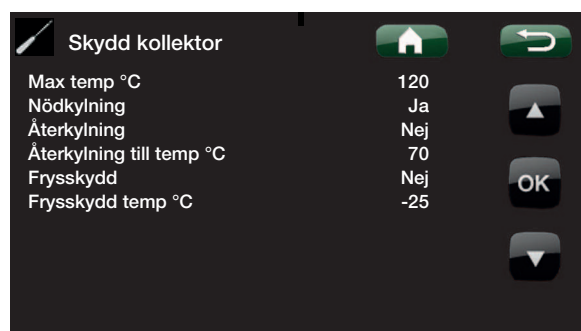 Skydd kollektor
Max temp °C 120
Nödkylning Ja
Återkylning Nej
Återkylning till temp °C 70
Frysskydd Nej
OK
Frysskydd temp °C -25